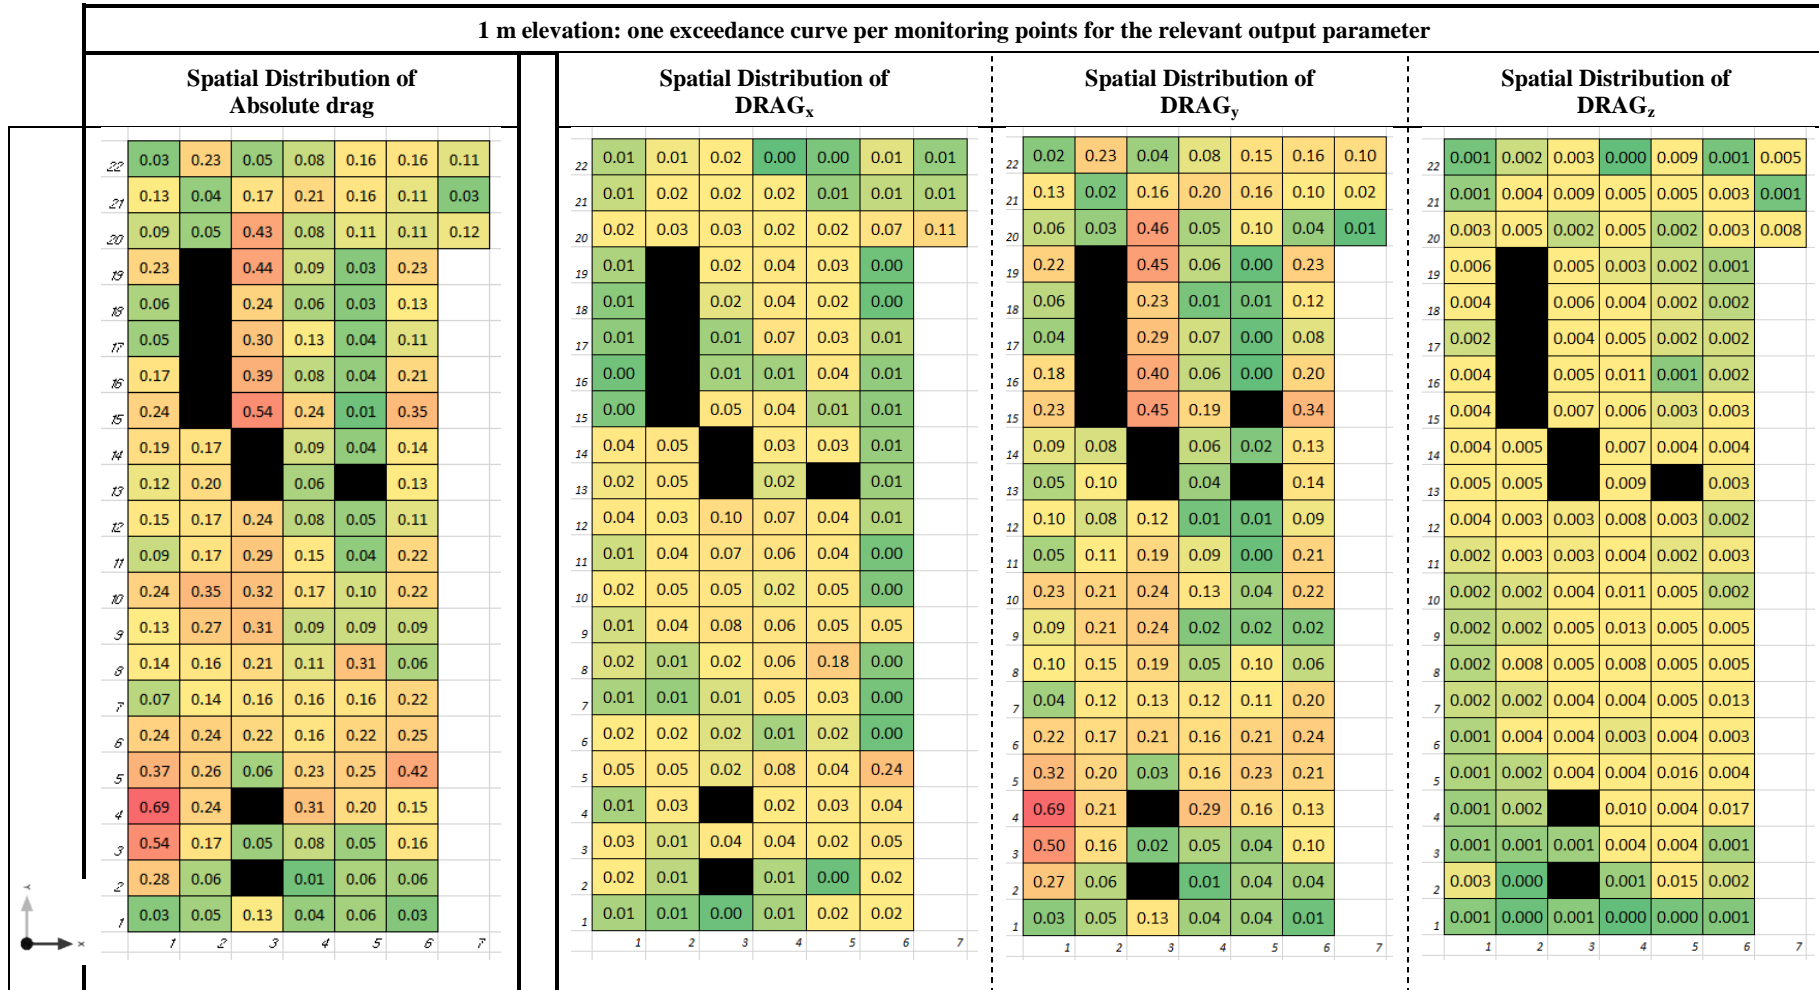 1 m elevation: one exceedance curve per monitoring points for the relevant output parameter
Spatial Distribution of
Absolute drag
Spatial Distribution of
DRAGx
Spatial Distribution of
DRAGy
Spatial Distribution of
DRAGz
22 0.03 0.23 0.05 0.08 0.16 0.16 0.11
21 0.13 0.04 0.17 0.21 0.16 0.11 0.03
20 0.09 0.05 0.43 0.08 0.11 0.11 0.12
19 0.23 0.44 0.09 0.03 0.23
18 0.06 0.24 0.06 0.03 0.13
17 0.05 0.30 0.13 0.04 0.11
16 0.17 0.39 0.08 0.04 0.21
15 0.24 0.54 0.24 0.01 0.35
14 0.19 0.17 0.09 0.04 0.14
13 0.12 0.20 0.06 0.13
12 0.15 0.17 0.24 0.08 0.05 0.11
11 0.09 0.17 0.29 0.15 0.04 0.22
10 0.24 0.35 0.32 0.17 0.10 0.22
9 0.13 0.27 0.31 0.09 0.09 0.09
8 0.14 0.16 0.21 0.11 0.31 0.06
7 0.07 0.14 0.16 0.16 0.16 0.22
6 0.24 0.24 0.22 0.16 0.22 0.25
5 0.37 0.26 0.06 0.23 0.25 0.42
4 0.69 0.24 0.31 0.20 0.15
3 0.54 0.17 0.05 0.08 0.05 0.16
2 0.28 0.06 0.01 0.06 0.06
1 0.03 0.05 0.13 0.04 0.06 0.03
1 2 3 4 5 6 7
22 0.01 0.01 0.02 0.00 0.00 0.01 0.01
21 0.01 0.02 0.02 0.02 0.01 0.01 0.01
20 0.02 0.03 0.03 0.02 0.02 0.07 0.11
19 0.01 0.02 0.04 0.03 0.00
18 0.01 0.02 0.04 0.02 0.00
17 0.01 0.01 0.07 0.03 0.01
16 0.00 0.01 0.01 0.04 0.01
15 0.00 0.05 0.04 0.01 0.01
14 0.04 0.05 0.03 0.03 0.01
13 0.02 0.05 0.02 0.01
12 0.04 0.03 0.10 0.07 0.04 0.01
11 0.01 0.04 0.07 0.06 0.04 0.00
10 0.02 0.05 0.05 0.02 0.05 0.00
9 0.01 0.04 0.08 0.06 0.05 0.05
8 0.02 0.01 0.02 0.06 0.18 0.00
7 0.01 0.01 0.01 0.05 0.03 0.00
6 0.02 0.02 0.02 0.01 0.02 0.00
5 0.05 0.05 0.02 0.08 0.04 0.24
4 0.01 0.03 0.02 0.03 0.04
3 0.03 0.01 0.04 0.04 0.02 0.05
2 0.02 0.01 0.01 0.00 0.02
1 0.01 0.01 0.00 0.01 0.02 0.02
1 2 3 4 5 6 7
22 0.02 0.23 0.04 0.08 0.15 0.16 0.10
21 0.13 0.02 0.16 0.20 0.16 0.10 0.02
20 0.06 0.03 0.46 0.05 0.10 0.04 0.01
19 0.22 0.45 0.06 0.00 0.23
18 0.06 0.23 0.01 0.01 0.12
17 0.04 0.29 0.07 0.00 0.08
16 0.18 0.40 0.06 0.00 0.20
15 0.23 0.45 0.19 0.34
14 0.09 0.08 0.06 0.02 0.13
13 0.05 0.10 0.04 0.14
12 0.10 0.08 0.12 0.01 0.01 0.09
11 0.05 0.11 0.19 0.09 0.00 0.21
10 0.23 0.21 0.24 0.13 0.04 0.22
9 0.09 0.21 0.24 0.02 0.02 0.02
8 0.10 0.15 0.19 0.05 0.10 0.06
7 0.04 0.12 0.13 0.12 0.11 0.20
6 0.22 0.17 0.21 0.16 0.21 0.24
5 0.32 0.20 0.03 0.16 0.23 0.21
4 0.69 0.21 0.29 0.16 0.13
3 0.50 0.16 0.02 0.05 0.04 0.10
2 0.27 0.06 0.01 0.04 0.04
1 0.03 0.05 0.13 0.04 0.04 0.01
1 2 3 4 5 6 7
22 0.001 0.002 0.003 0.000 0.009 0.001 0.005
21 0.001 0.004 0.009 0.005 0.005 0.003 0.001
20 0.003 0.005 0.002 0.005 0.002 0.003 0.008
19 0.006 0.005 0.003 0.002 0.001
18 0.004 0.006 0.004 0.002 0.002
17 0.002 0.004 0.005 0.002 0.002
16 0.004 0.005 0.011 0.001 0.002
15 0.004 0.007 0.006 0.003 0.003
14 0.004 0.005 0.007 0.004 0.004
13 0.005 0.005 0.009 0.003
12 0.004 0.003 0.003 0.008 0.003 0.002
11 0.002 0.003 0.003 0.004 0.002 0.003
10 0.002 0.002 0.004 0.011 0.005 0.002
9 0.002 0.002 0.005 0.013 0.005 0.005
8 0.002 0.008 0.005 0.008 0.005 0.005
7 0.002 0.002 0.004 0.004 0.005 0.013
6 0.001 0.004 0.004 0.003 0.004 0.003
5 0.001 0.002 0.004 0.004 0.016 0.004
4 0.001 0.002 0.010 0.004 0.017
3 0.001 0.001 0.001 0.004 0.004 0.001
2 0.003 0.000 0.001 0.015 0.002
1 0.001 0.000 0.001 0.000 0.000 0.001
1 2 3 4 5 6 7
Y
X